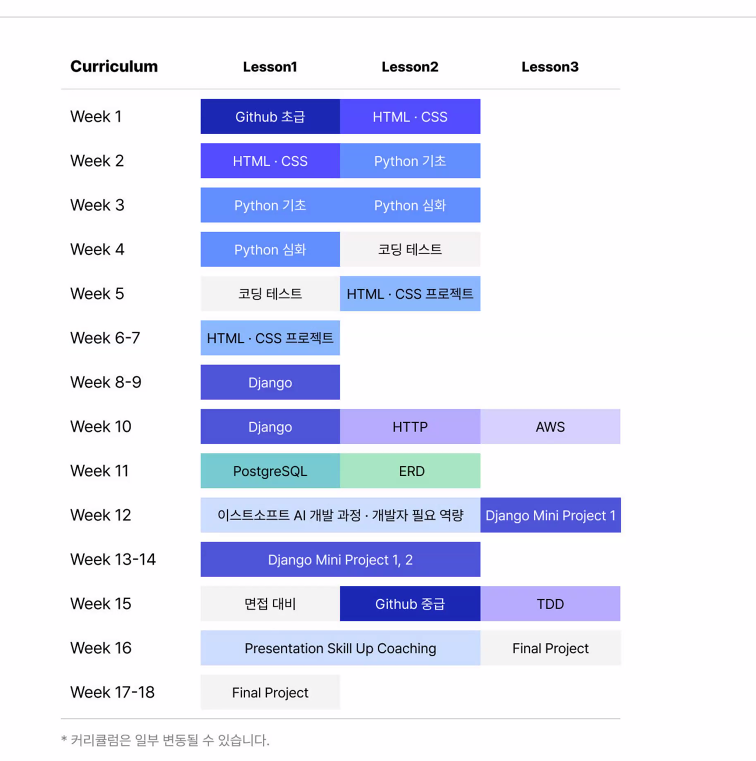 Curriculum Lesson1 Lesson2 Lesson3
Week 1 Github 초급 HTML · CSS
Week 2 HTML · CSS Python 기초
Week 3 Python 기초 Python 심화
Week 4 Python 심화 코딩 테스트
Week 5 코딩 테스트 HTML · CSS 프로젝트
Week 6-7 HTML · CSS 프로젝트
Week 8-9 Django
Week 10 Django HTTP AWS
Week 11 PostgreSQL ERD
Week 12 이스트소프트 AI 개발 과정 · 개발자 필요 역량 Django Mini Project 1
Week 13-14 Django Mini Project 1, 2
Week 15 면접 대비 Github 중급 TDD
Week 16 Presentation Skill Up Coaching Final Project
Week 17-18 Final Project
* 커리큘럼은 일부 변동될 수 있습니다.